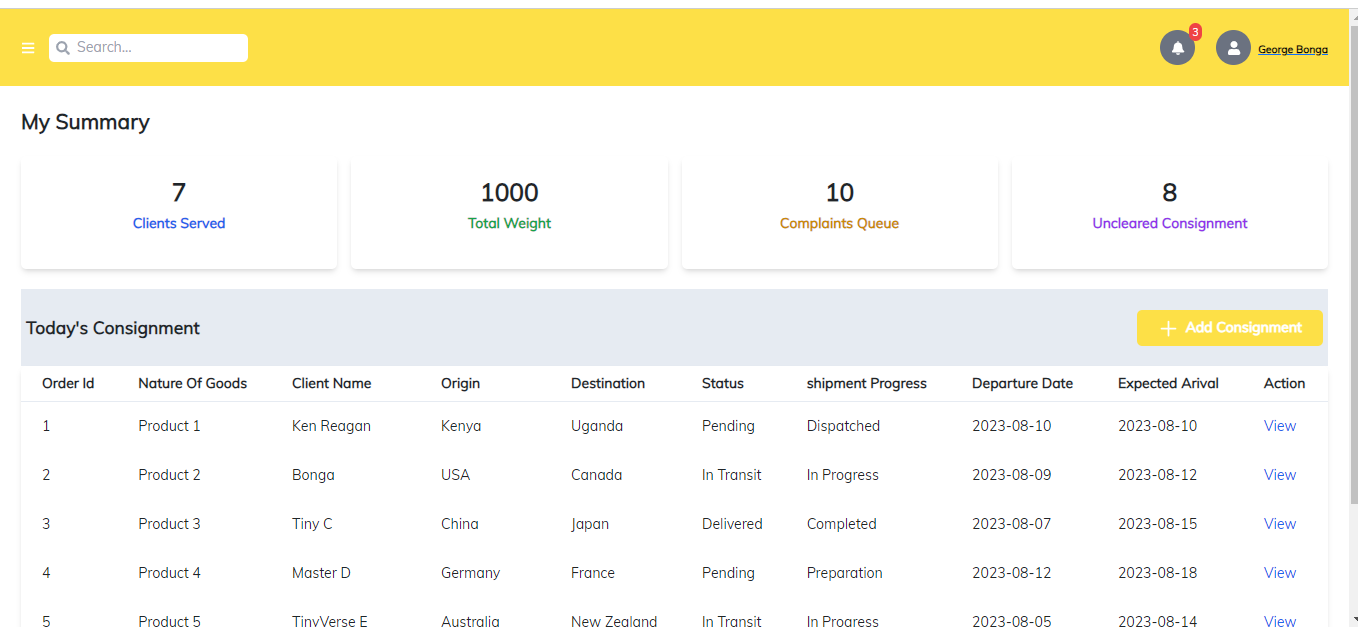 Search... 3 George Bonga
My Summary
7 1000 10 8
Clients Served Total Weight Complaints Queue Uncleared Consignment
Today's Consignment Add Consignment
Order Id Nature Of Goods Client Name Origin Destination Status shipment Progress Departure Date Expected Arival Action
1 Product 1 Ken Reagan Kenya Uganda Pending Dispatched 2023-08-10 2023-08-10 View
2 Product 2 Bonga USA Canada In Transit In Progress 2023-08-09 2023-08-12 View
3 Product 3 Tiny C China Japan Delivered Completed 2023-08-07 2023-08-15 View
4 Product 4 Master D Germany France Pending Preparation 2023-08-12 2023-08-18 View
5 Product 5 TinyVerse E Australia New Zealand In Transit In Progress 2023-08-05 2023-08-14 View